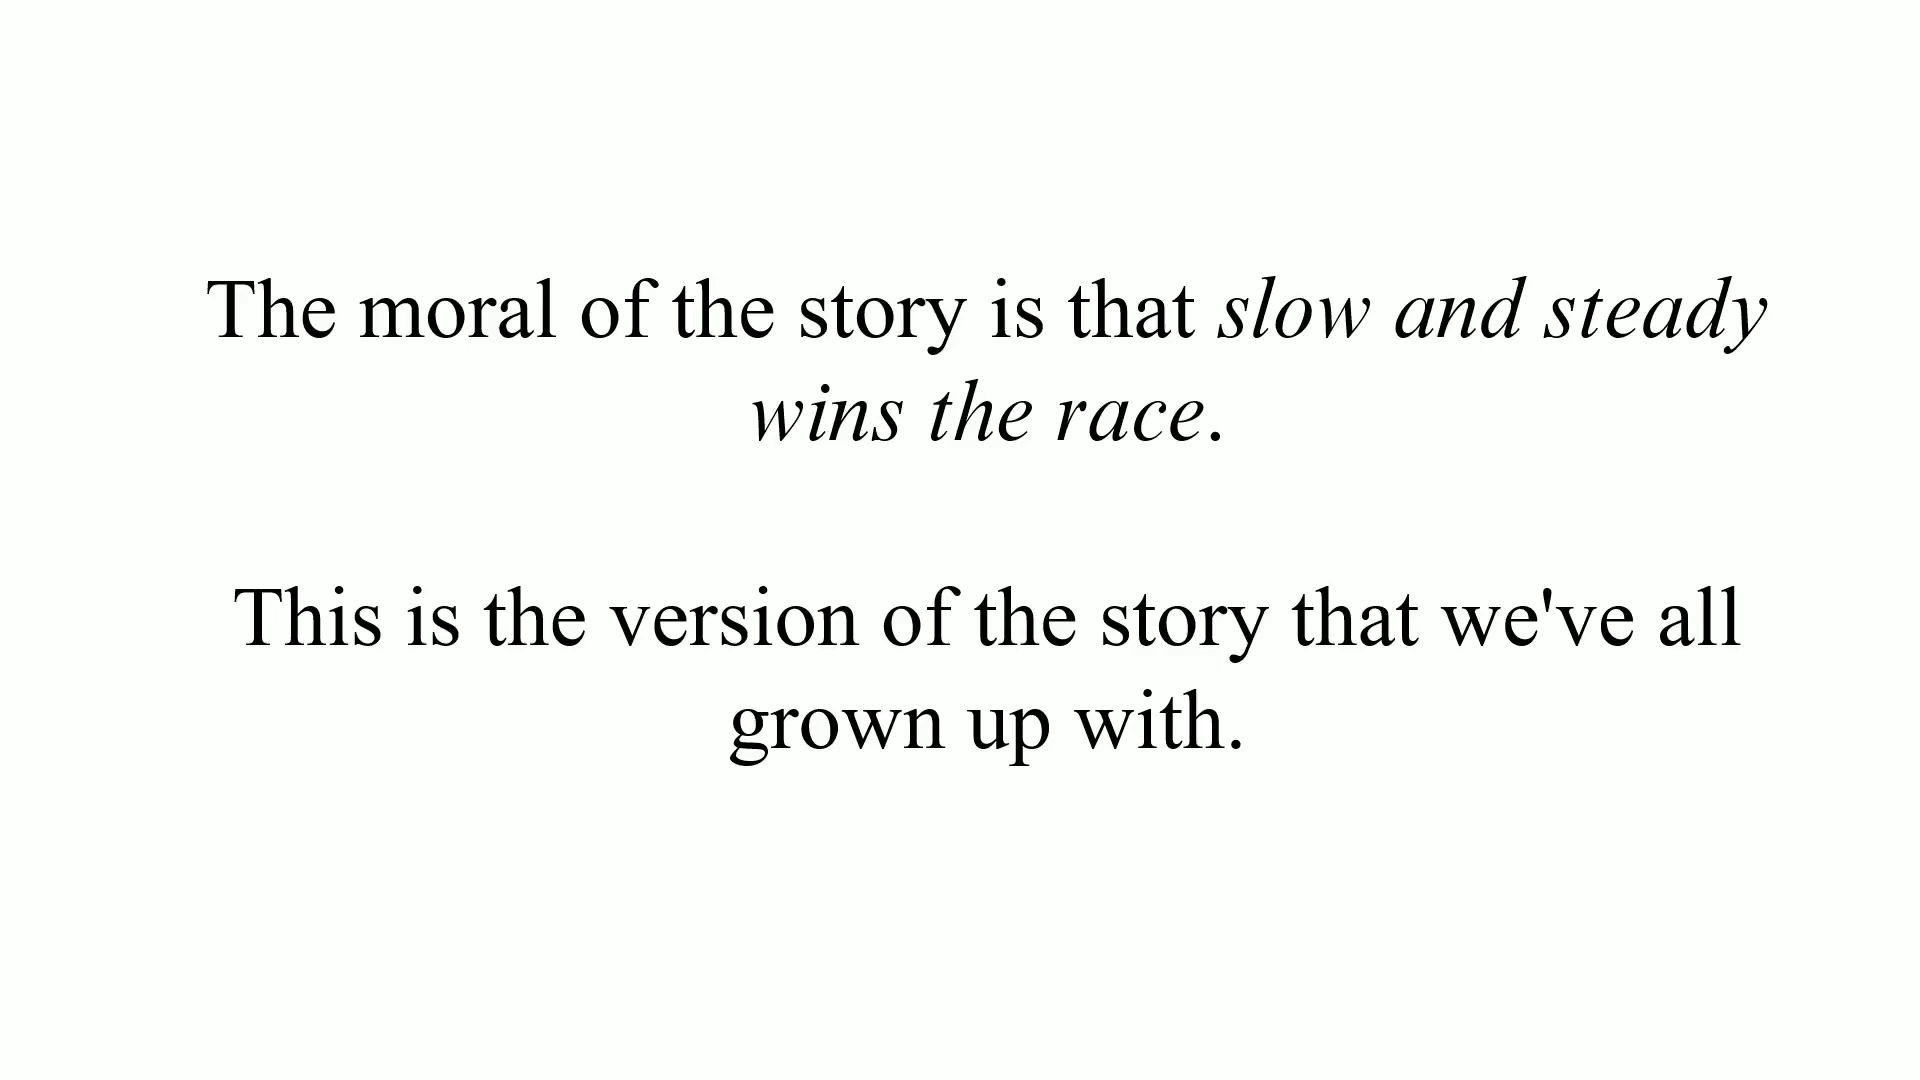 The moral of the story is that slow and steady
wins the race.
This is the version of the story that we've all
grown up with.